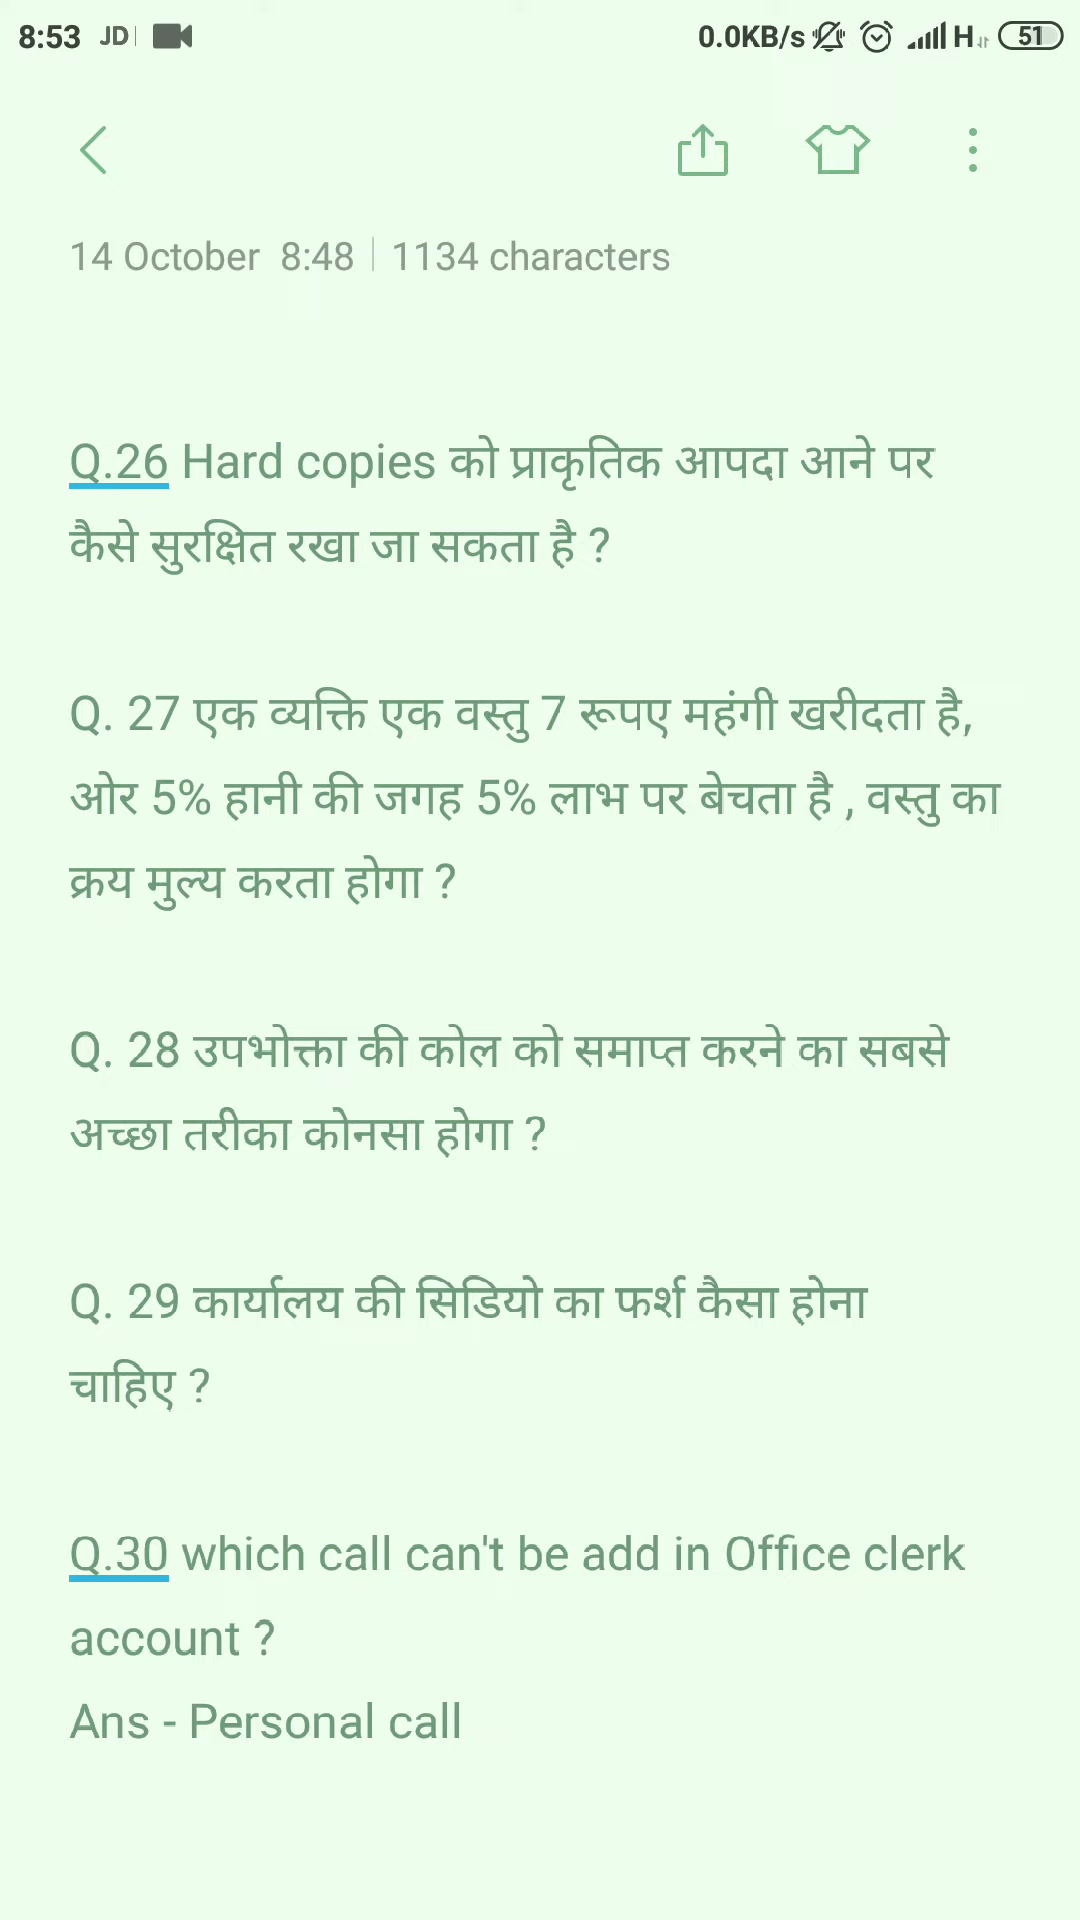 8:53 JD 0.0KB/s H 51
14 October 8:48 | 1134 characters
Q.26 Hard copies को प्राकृतिक आपदा आने पर
कैसे सुरक्षित रखा जा सकता है ?
Q. 27 एक व्यक्ति एक वस्तु 7 रूपए महंगी खरीदता है,
ओर 5% हानी की जगह 5% लाभ पर बेचता है , वस्तु का
क्रय मुल्य करता होगा ?
Q. 28 उपभोक्ता की कोल को समाप्त करने का सबसे
अच्छा तरीका कोनसा होगा ?
Q. 29 कार्यालय की सिडियो का फर्श कैसा होना
चाहिए ?
Q.30 which call can't be add in Office clerk
account ?
Ans - Personal call